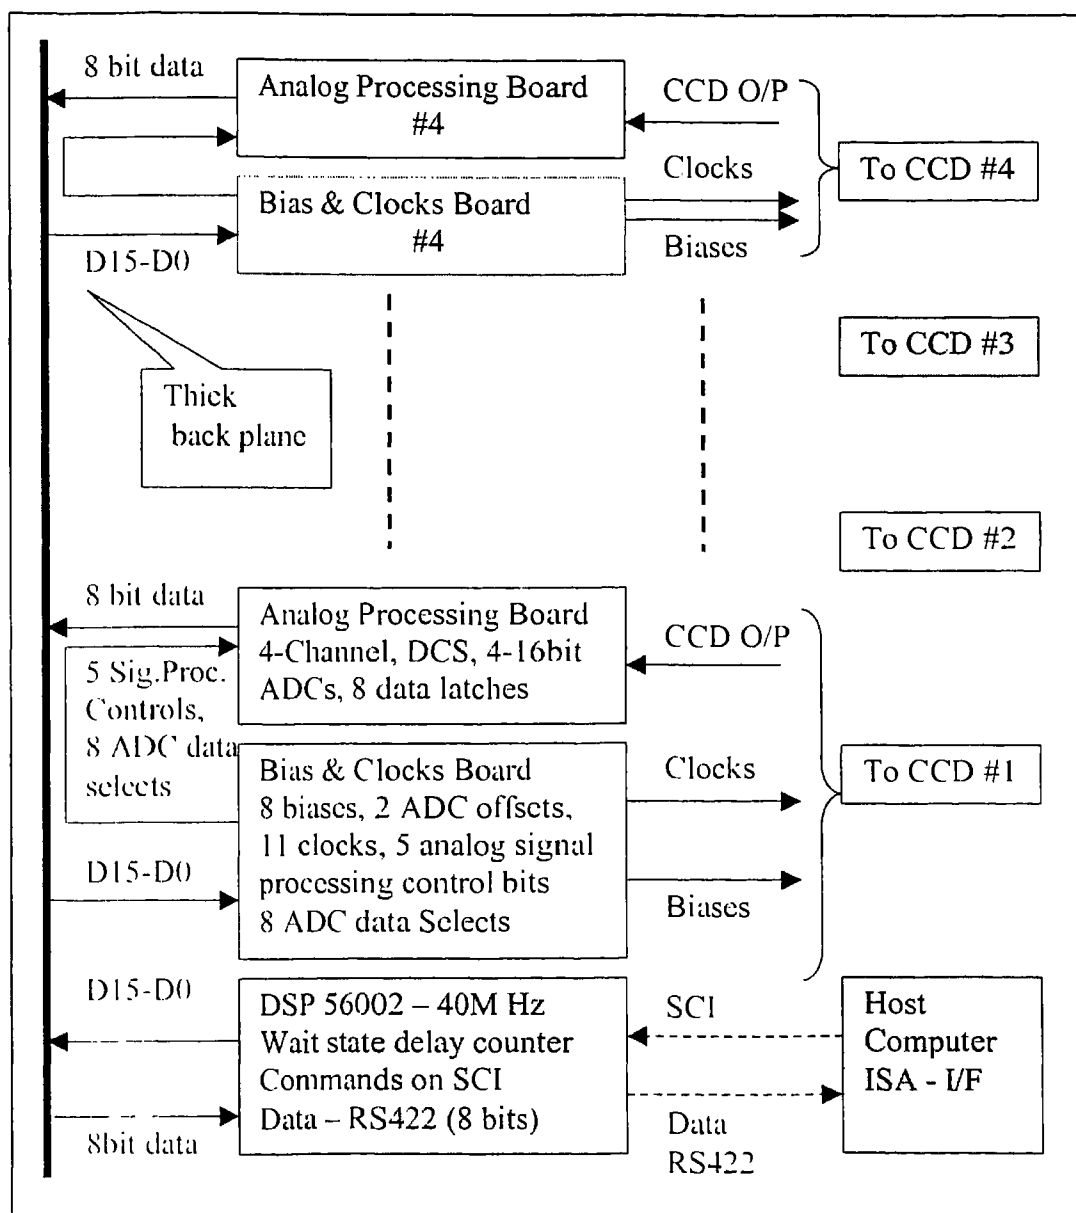 8 bit data
Analog Processing Board
#4
CCD O/P
Clocks
To CCD #4
Bias & Clocks Board
#4
Biases
D15-D0
To CCD #3
Thick
back plane
To CCD #2
8 bit data
Analog Processing Board
4-Channel, DCS, 4-16bit
ADCs, 8 data latches
CCD O/P
5 Sig.Proc.
Controls,
8 ADC data
selects
Bias & Clocks Board
8 biases, 2 ADC offsets,
11 clocks, 5 analog signal
processing control bits
8 ADC data Selects
Clocks
To CCD #1
D15-D0
Biases
D15-D0
DSP 56002 – 40M Hz
Wait state delay counter
Commands on SCI
Data – RS422 (8 bits)
SCI
Host
Computer
ISA - I/F
8bit data
Data
RS422